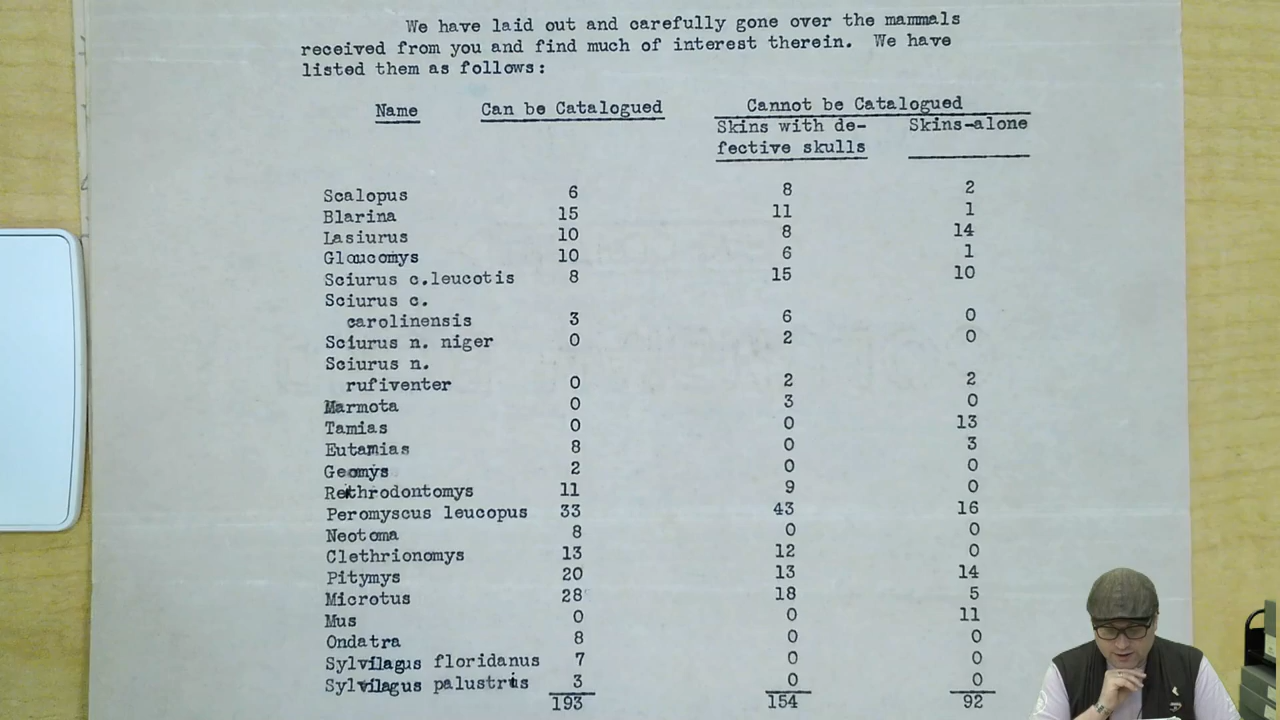 We have laid out and carefully gone over the mammals
received from you and find much of interest therein. We have
listed them as follows:
Name Can be Catalogued Cannot be Catalogued
Skins with de- Skins-alone
fective skulls
Scalopus 6 8 2
Blarina 15 11 1
Lasiurus 10 8 14
Glaucomys 10 6 1
Sciurus c.leucotis 8 15 10
Sciurus c.
carolinensis 3 6 0
Sciurus n. niger 0 2 0
Sciurus n.
rufiventer 0 2 2
Marmota 0 3 0
Tamias 0 0 13
Eutamias 8 0 3
Geomys 2 0 0
Rethrodontomys 11 9 0
Peromyscus leucopus 33 43 16
Neotoma 8 0 0
Clethrionomys 13 12 0
Pitymys 20 13 14
Microtus 28 18 5
Mus 0 0 11
Ondatra 8 0 0
Sylvilagus floridanus 7 0 0
Sylvilagus palustris 3 0 0
193 154 92